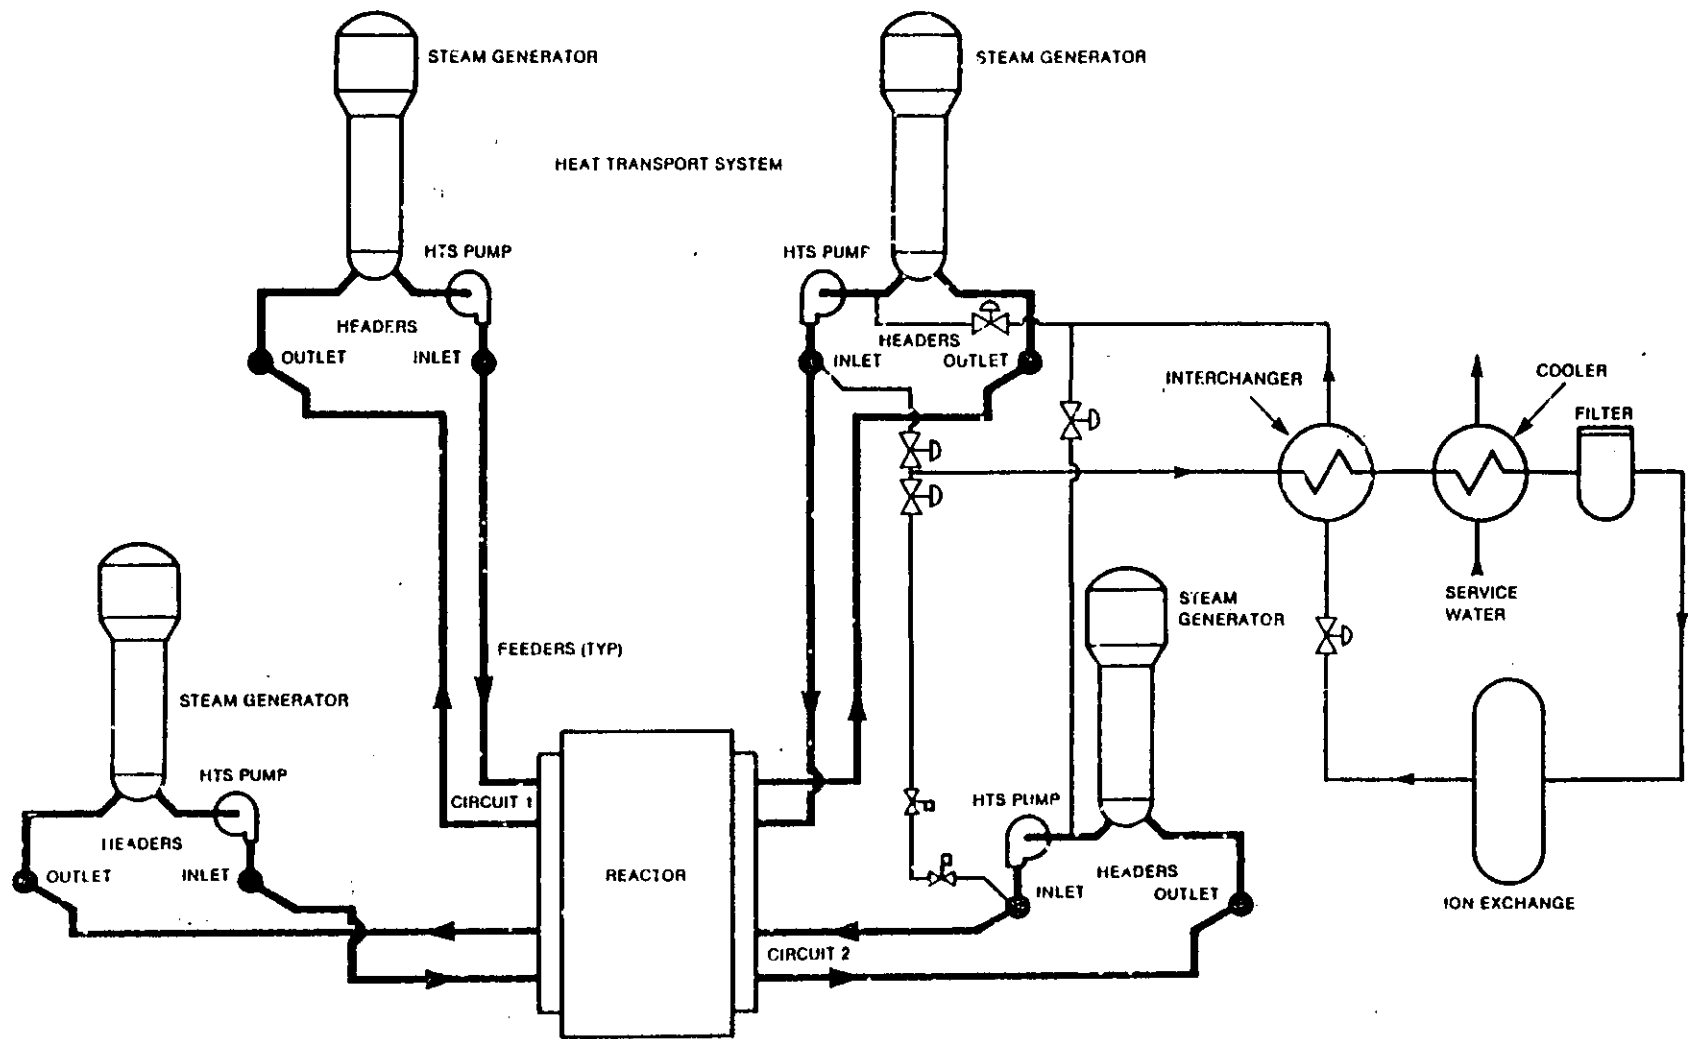 STEAM GENERATOR
STEAM GENERATOR
HEAT TRANSPORT SYSTEM
HTS PUMP
HTS PUMP
HEADERS
HEADERS
OUTLET
INLET
INLET
OUTLET
INTERCHANGER
COOLER
FILTER
SERVICE
WATER
STEAM
GENERATOR
FEEDERS (TYP)
STEAM GENERATOR
HTS PUMP
CIRCUIT 1
HTS PUMP
HEADERS
REACTOR
HEADERS
OUTLET
INLET
INLET
OUTLET
ION EXCHANGE
CIRCUIT 2